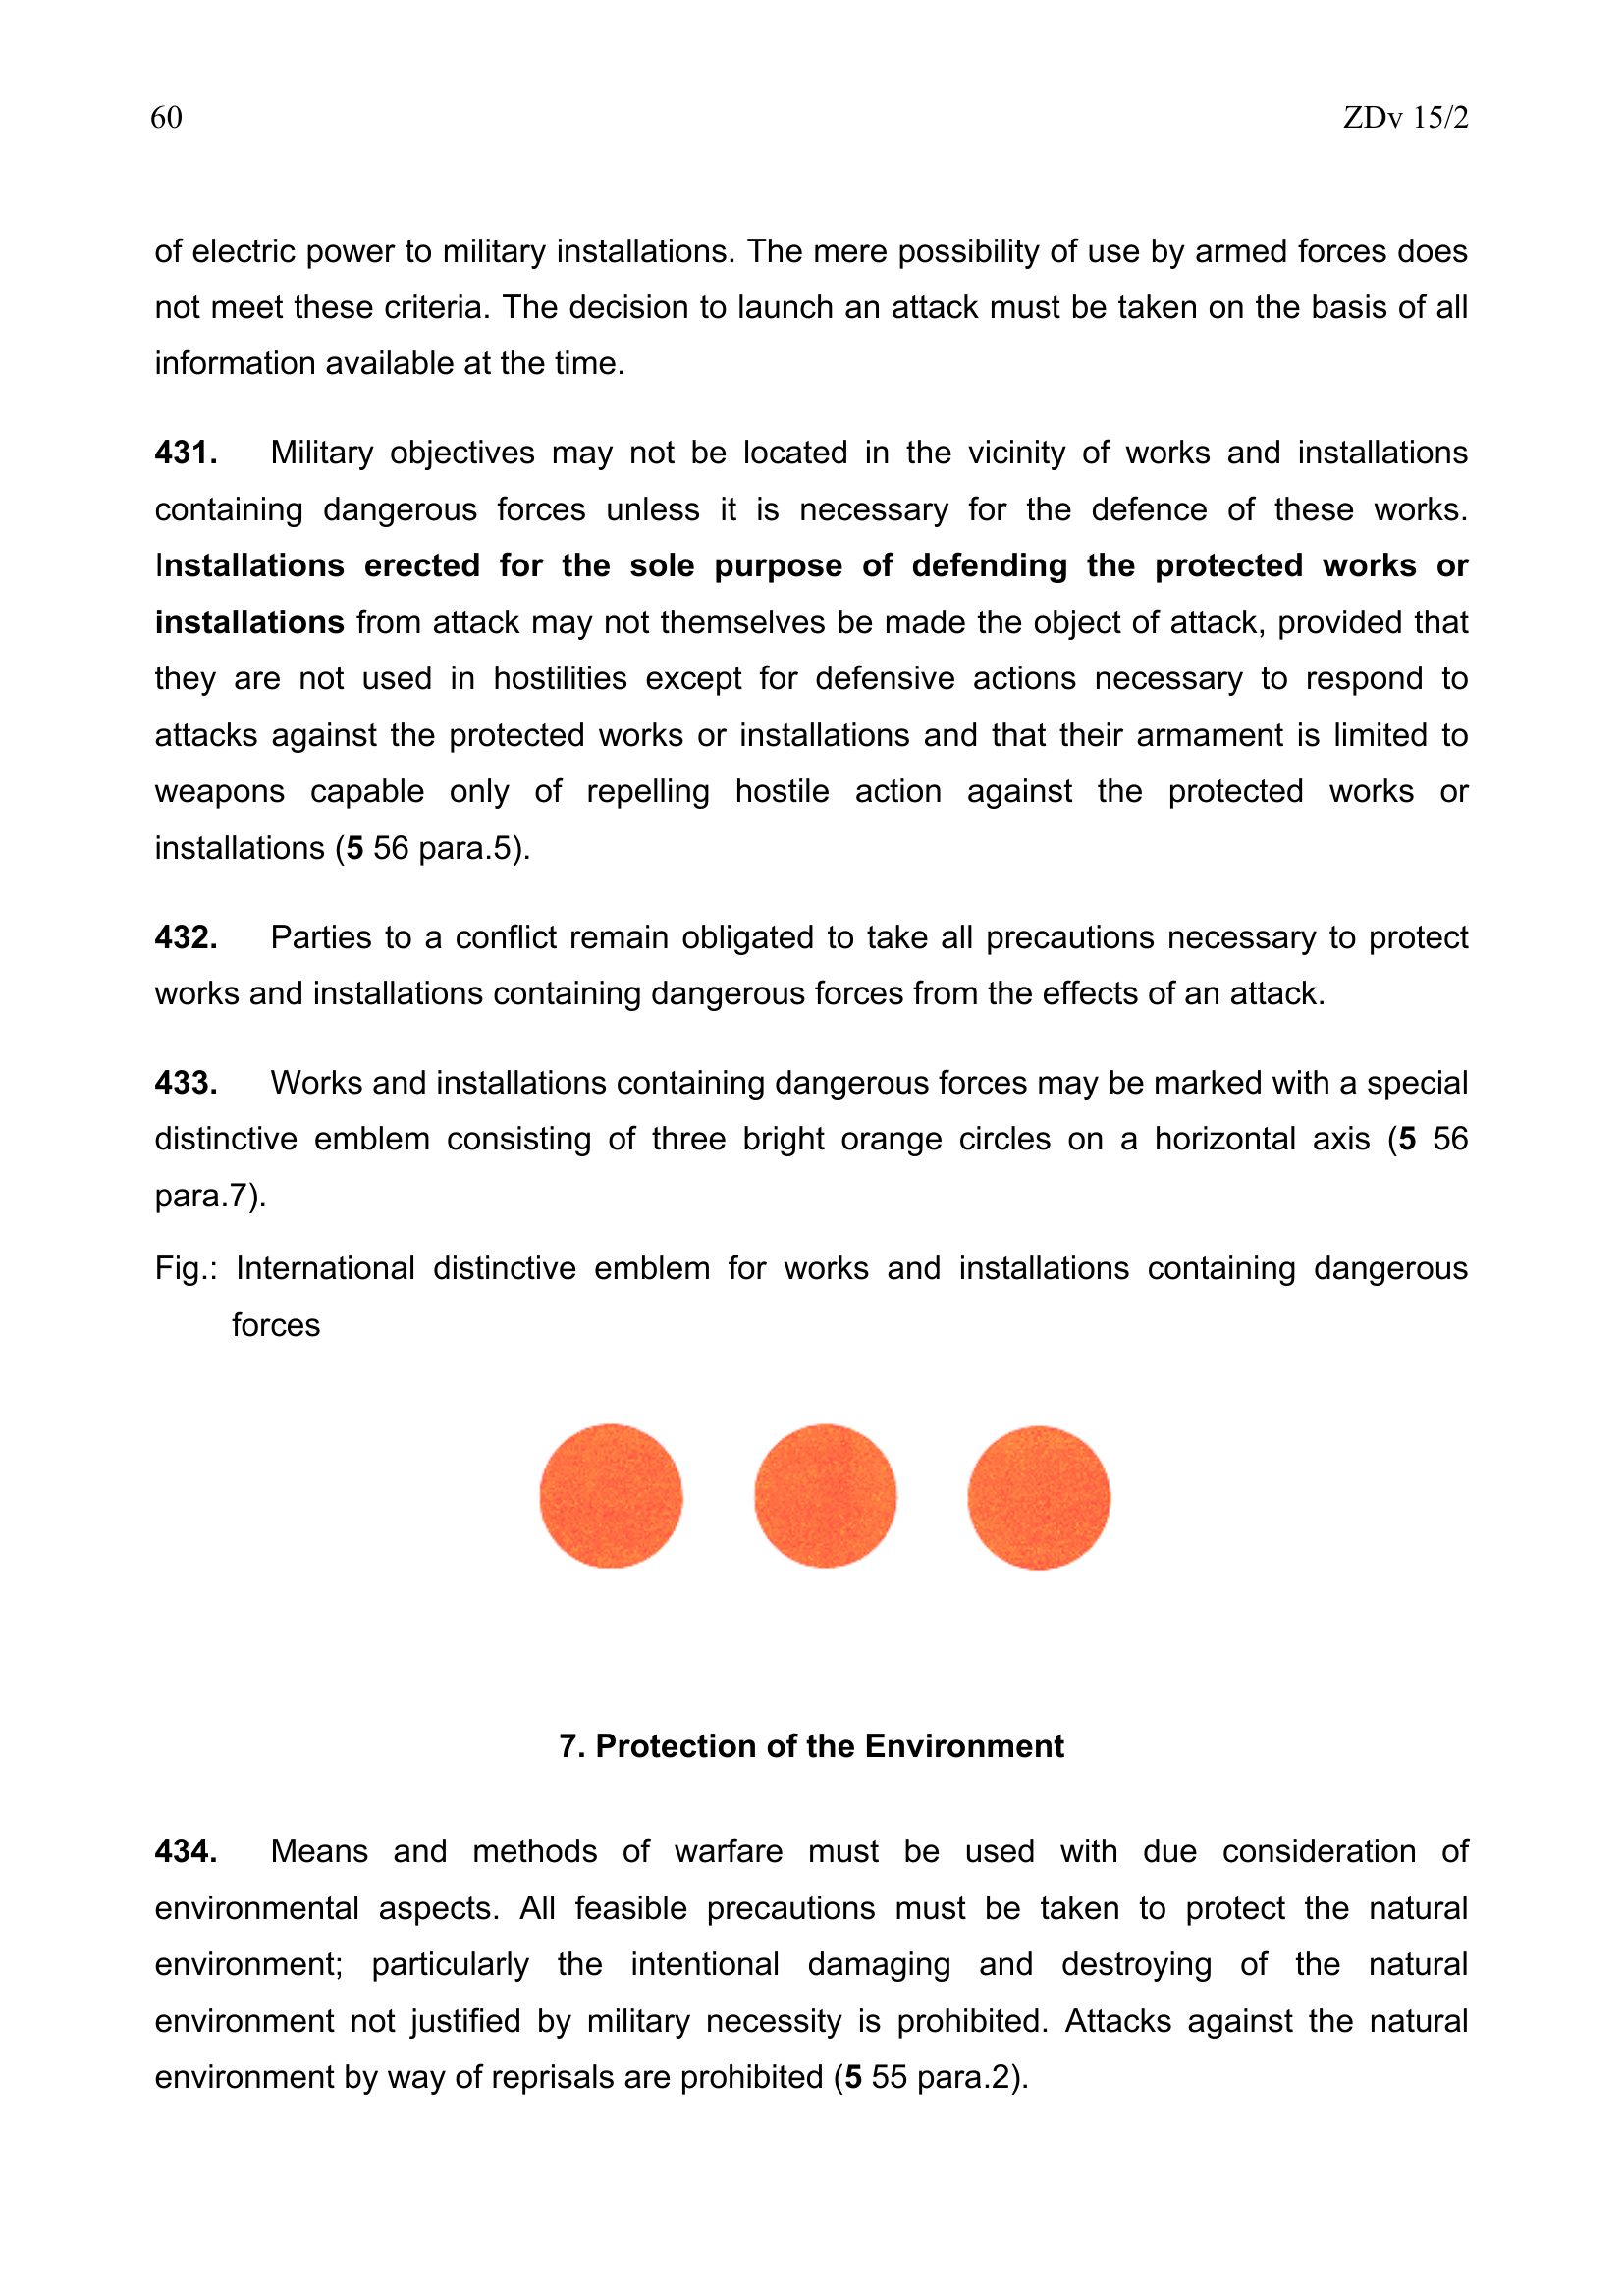 60
ZDv 15/2
of electric power to military installations. The mere possibility of use by armed forces does
not meet these criteria. The decision to launch an attack must be taken on the basis of all
information available at the time.
431. Military objectives may not be located in the vicinity of works and installations
containing dangerous forces unless it is necessary for the defence of these works.
Installations erected for the sole purpose of defending the protected works or
installations from attack may not themselves be made the object of attack, provided that
they are not used in hostilities except for defensive actions necessary to respond to
attacks against the protected works or installations and that their armament is limited to
weapons capable only of repelling hostile action against the protected works or
installations (5 56 para.5).
432. Parties to a conflict remain obligated to take all precautions necessary to protect
works and installations containing dangerous forces from the effects of an attack.
433. Works and installations containing dangerous forces may be marked with a special
distinctive emblem consisting of three bright orange circles on a horizontal axis (5 56
para.7).
Fig.: International distinctive emblem for works and installations containing dangerous
forces
7. Protection of the Environment
434. Means and methods of warfare must be used with due consideration of
environmental aspects. All feasible precautions must be taken to protect the natural
environment; particularly the intentional damaging and destroying of the natural
environment not justified by military necessity is prohibited. Attacks against the natural
environment by way of reprisals are prohibited (5 55 para.2).